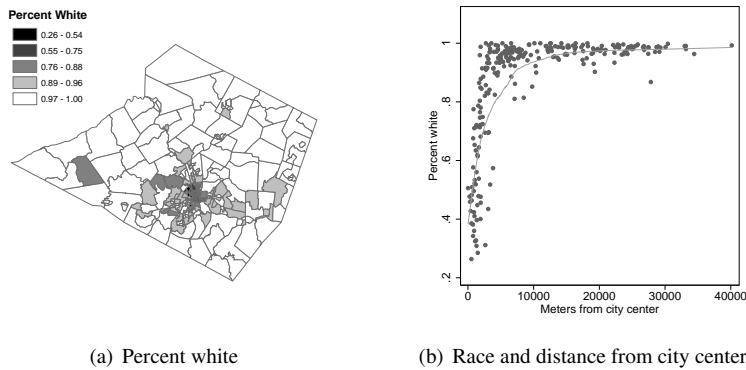 Percent White
0.26 - 0.54
0.55 - 0.75
0.76 - 0.88
0.89 - 0.96
0.97 - 1.00
Percent white
1
.8
.6
.4
.2
0
10000
20000
30000
40000
Meters from city center
(a) Percent white
(b) Race and distance from city center